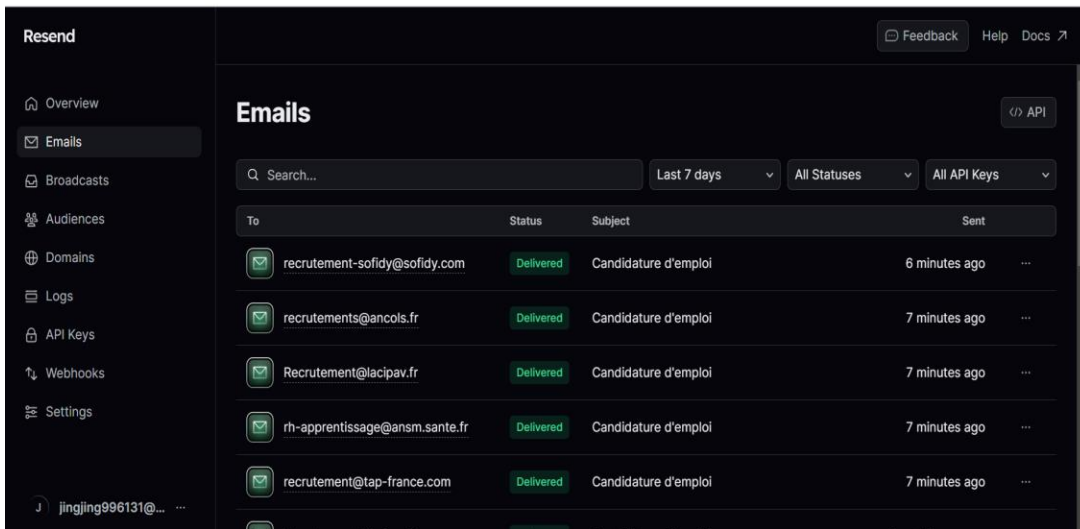 Resend
Feedback Help Docs
Overview
Emails
Broadcasts
Audiences
Domains
Logs
API Keys
Webhooks
Settings
J jingjing996131@... ...
Emails
</> API
Search... Last 7 days All Statuses All API Keys
To Status Subject Sent
recrutement-sofidy@sofidy.com Delivered Candidature d'emploi 6 minutes ago ...
recrutements@ancols.fr Delivered Candidature d'emploi 7 minutes ago ...
Recrutement@lacipav.fr Delivered Candidature d'emploi 7 minutes ago ...
rh-apprentissage@ansm.sante.fr Delivered Candidature d'emploi 7 minutes ago ...
recrutement@tap-france.com Delivered Candidature d'emploi 7 minutes ago ...